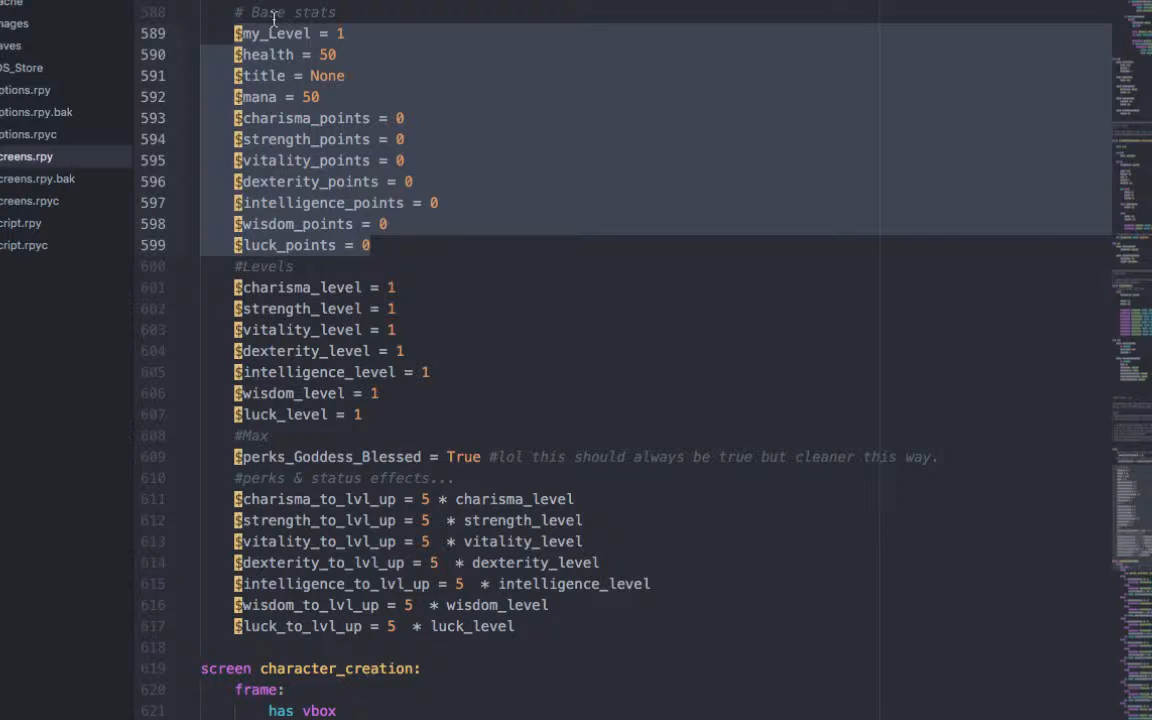 ache
nages
aves
OS_Store
ptions.rpy
ptions.rpy.bak
ptions.rpyc
creens.rpy
creens.rpy.bak
creens.rpyc
cript.rpy
cript.rpyc
588 # Base stats
589 $my_Level = 1
590 $health = 50
591 $title = None
592 $mana = 50
593 $charisma_points = 0
594 $strength_points = 0
595 $vitality_points = 0
596 $dexterity_points = 0
597 $intelligence_points = 0
598 $wisdom_points = 0
599 $luck_points = 0
600 #Levels
601 $charisma_level = 1
602 $strength_level = 1
603 $vitality_level = 1
604 $dexterity_level = 1
605 $intelligence_level = 1
606 $wisdom_level = 1
607 $luck_level = 1
608 #Max
609 $perks_Goddess_Blessed = True #lol this should always be true but cleaner this way.
610 #perks & status effects...
611 $charisma_to_lvl_up = 5 * charisma_level
612 $strength_to_lvl_up = 5  * strength_level
613 $vitality_to_lvl_up = 5  * vitality_level
614 $dexterity_to_lvl_up = 5  * dexterity_level
615 $intelligence_to_lvl_up = 5  * intelligence_level
616 $wisdom_to_lvl_up = 5  * wisdom_level
617 $luck_to_lvl_up = 5  * luck_level
618
619 screen character_creation:
620 frame:
621 has vbox